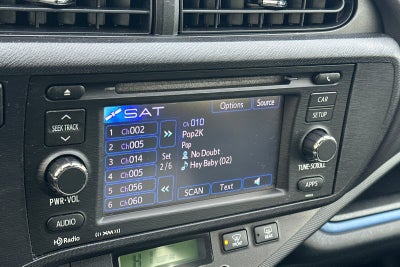 SAT
Options
Source
1 Ch002
2 Ch005
3 Ch014
4 Ch005
5 Ch056
6 Ch060
Set
2/6
Ch 010
Pop2K
Pop
No Doubt
Hey Baby (D2)
SCAN
Text
SEEK TRACK
PWR•VOL
AUDIO
HD Radio
CAR
SETUP
TUNE•SCROLL
APPS